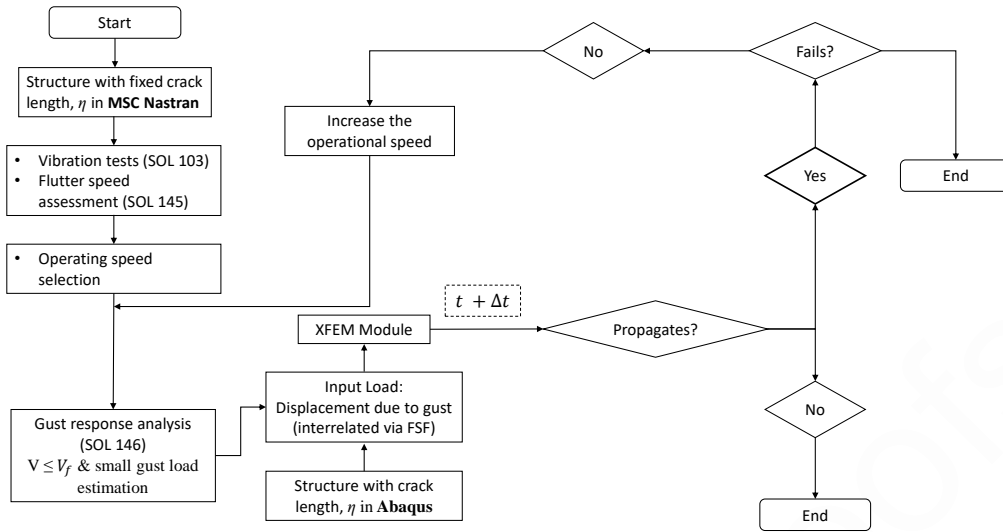 Start
Structure with fixed crack
length, η in MSC Nastran
• Vibration tests (SOL 103)
• Flutter speed
assessment (SOL 145)
• Operating speed
selection
Gust response analysis
(SOL 146)
V ≤ V_f & small gust load
estimation
Increase the
operational speed
No
Fails?
End
Yes
t + Δt
XFEM Module
Propagates?
Input Load:
Displacement due to gust
(interrelated via FSF)
Structure with crack
length, η in Abaqus
No
End